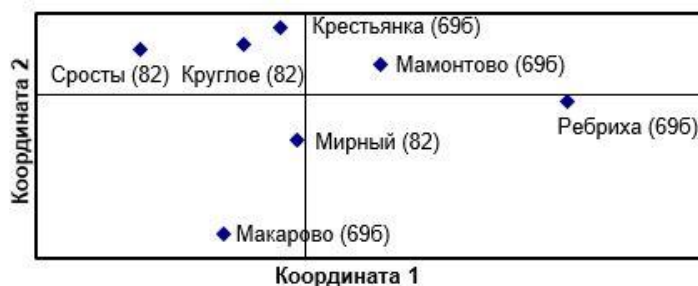 Крестьянка (69б)
Сросты (82) Круглое (82) Мамонтово (69б)
Ребриха (69б)
Мирный (82)
Макарово (69б)
Координата 2
Координата 1